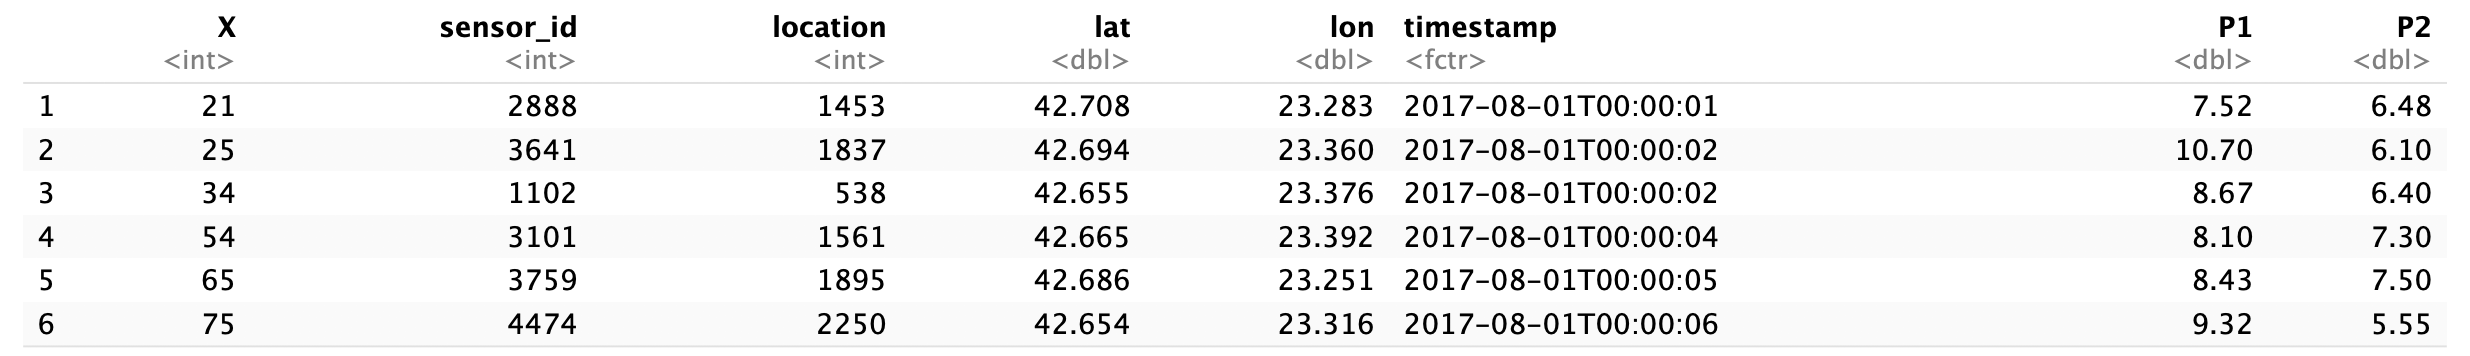 X sensor_id location lat lon timestamp P1 P2
<int> <int> <int> <dbl> <dbl> <fctr> <dbl> <dbl>
1 21 2888 1453 42.708 23.283 2017-08-01T00:00:01 7.52 6.48
2 25 3641 1837 42.694 23.360 2017-08-01T00:00:02 10.70 6.10
3 34 1102 538 42.655 23.376 2017-08-01T00:00:02 8.67 6.40
4 54 3101 1561 42.665 23.392 2017-08-01T00:00:04 8.10 7.30
5 65 3759 1895 42.686 23.251 2017-08-01T00:00:05 8.43 7.50
6 75 4474 2250 42.654 23.316 2017-08-01T00:00:06 9.32 5.55